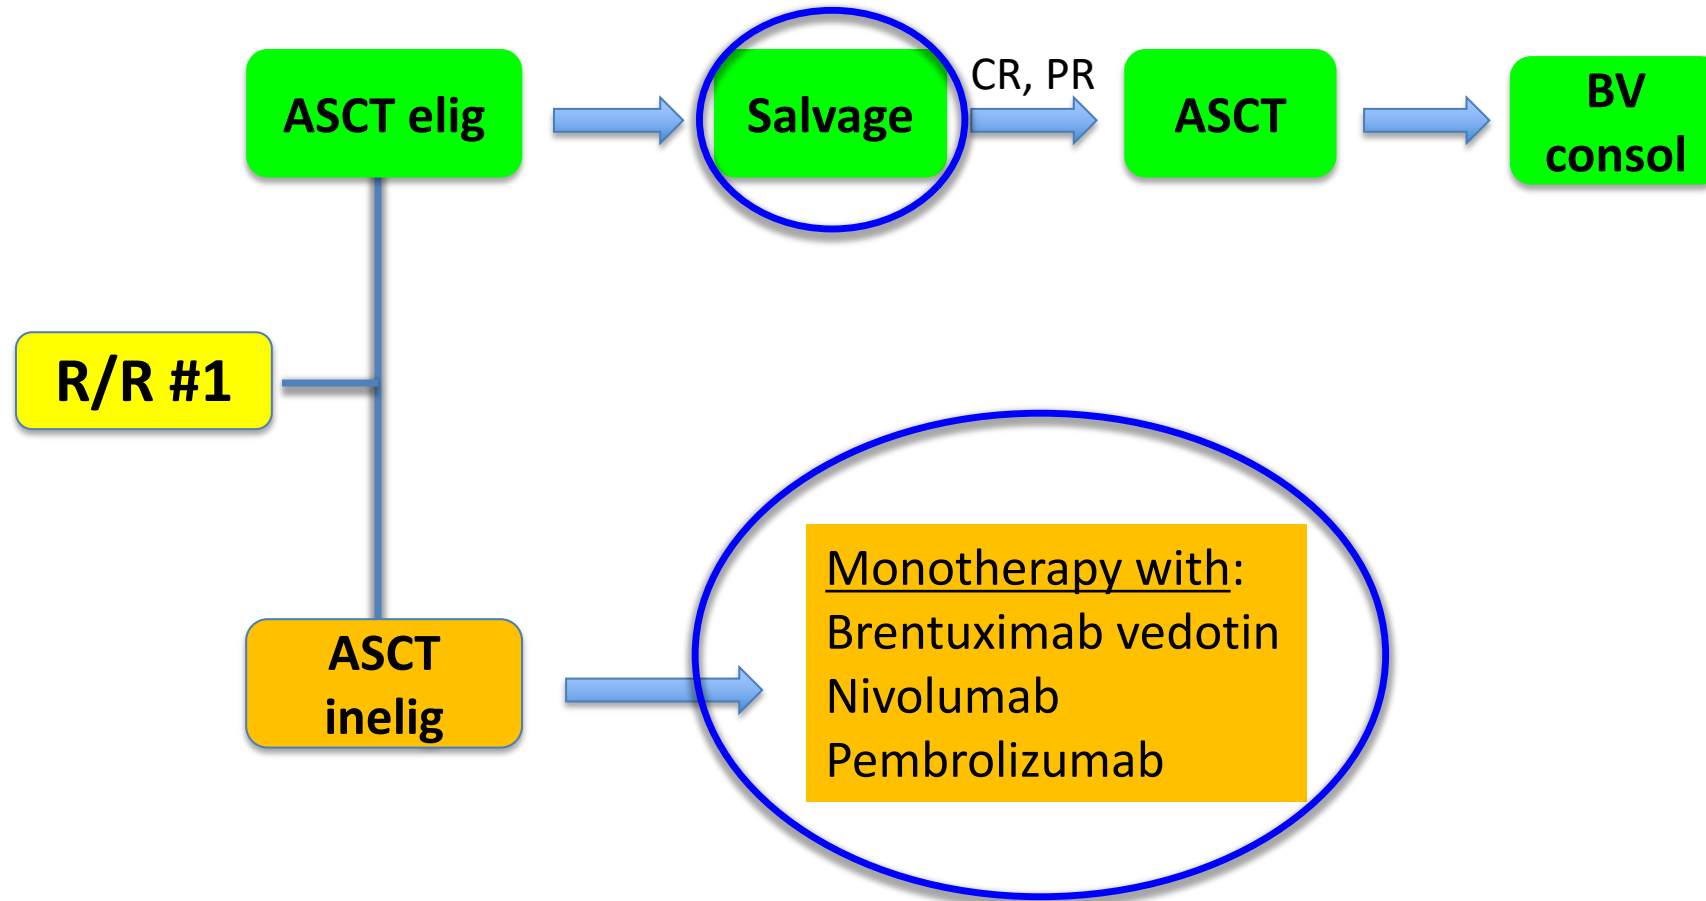 ASCT elig
Salvage
CR, PR
ASCT
BV
consol
R/R #1
ASCT
inelig
Monotherapy with:
Brentuximab vedotin
Nivolumab
Pembrolizumab